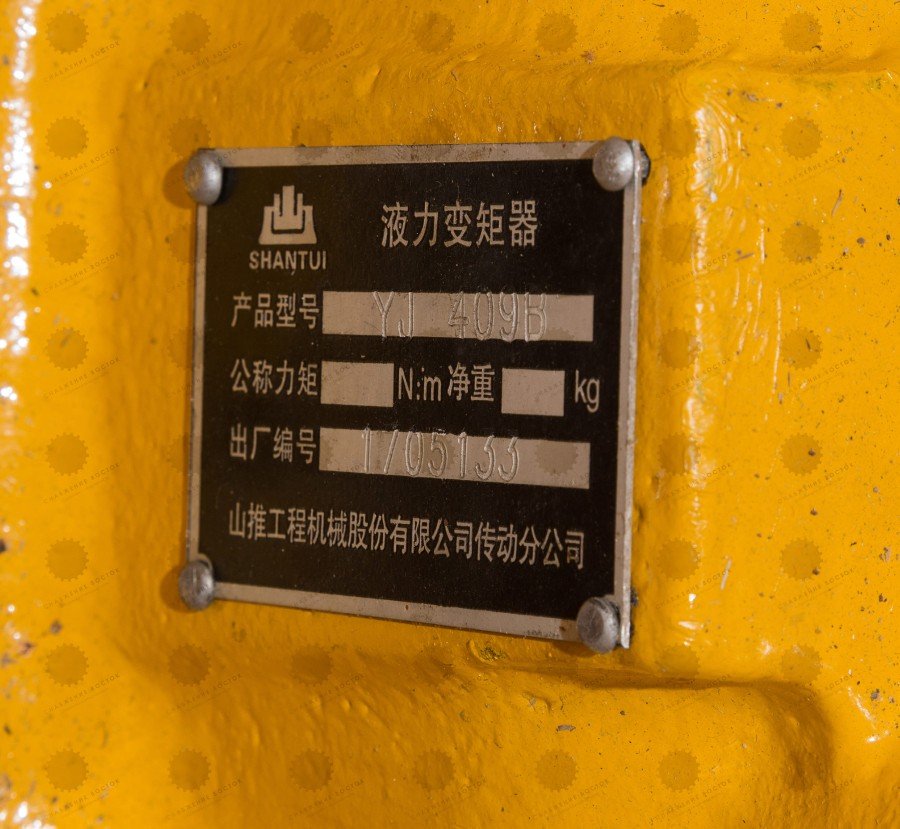 SHANTUI
液力变矩器
产品型号 YJ 409B
公称力矩 N·m 净重 kg
出厂编号 1705133
山推工程机械股份有限公司传动分公司